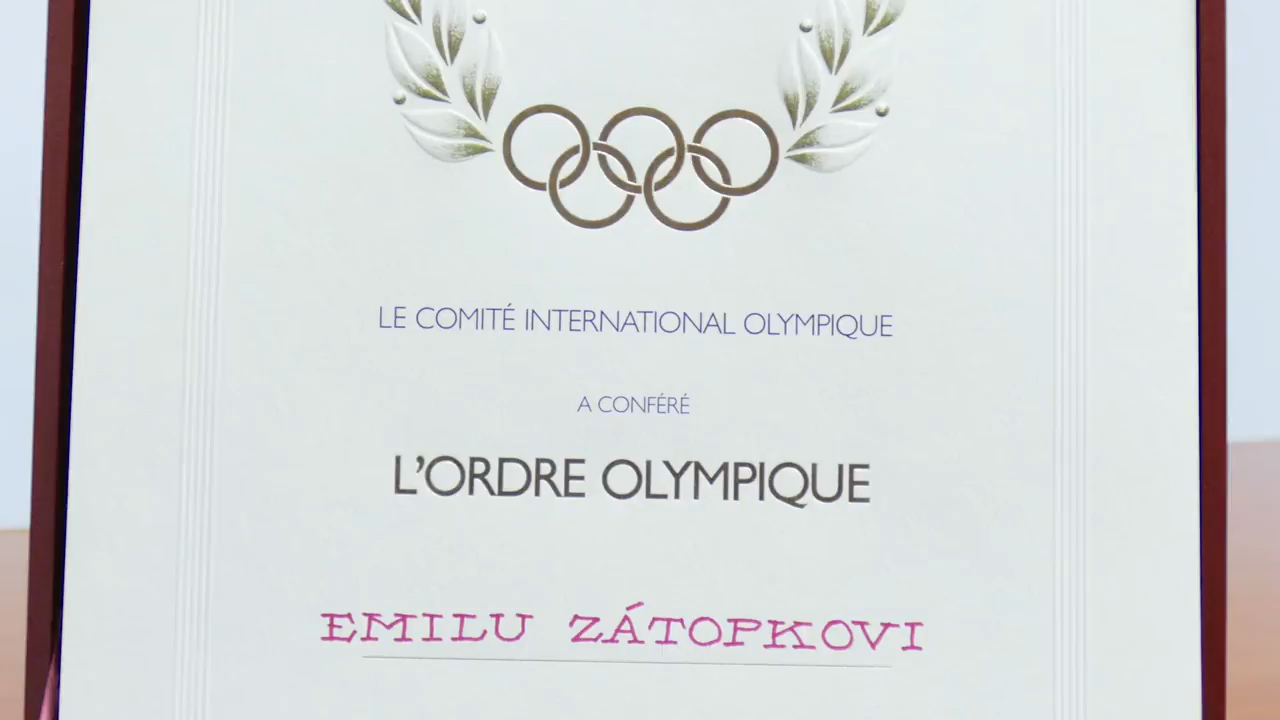 LE COMITÉ INTERNATIONAL OLYMPIQUE
A CONFÉRÉ
L'ORDRE OLYMPIQUE
EMILU ZÁTOPKOVI